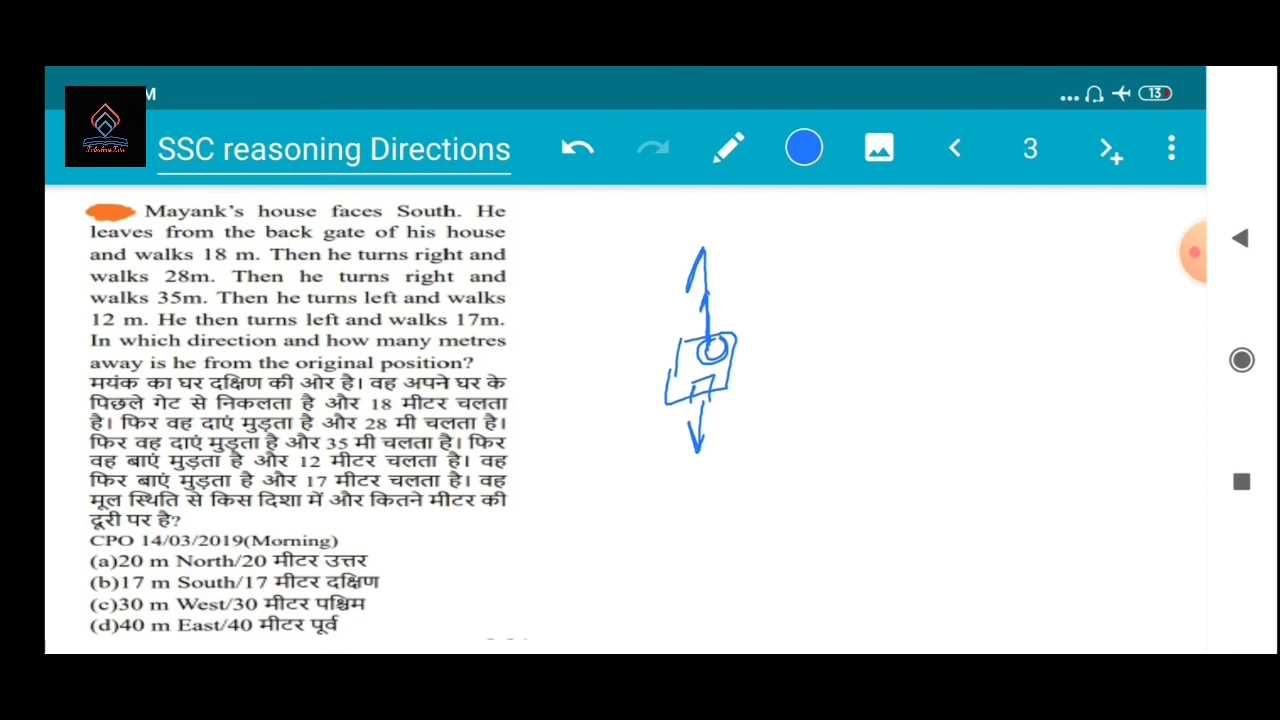 M
13
SSC reasoning Directions
3
Mayank's house faces South. He
leaves from the back gate of his house
and walks 18 m. Then he turns right and
walks 28m. Then he turns right and
walks 35m. Then he turns left and walks
12 m. He then turns left and walks 17m.
In which direction and how many metres
away is he from the original position?
मयंक का घर दक्षिण की ओर है। वह अपने घर के
पिछले गेट से निकलता है और 18 मीटर चलता
है। फिर वह दाएं मुड़ता है और 28 मी चलता है।
फिर वह दाएं मुड़ता है और 35 मी चलता है। फिर
वह बाएं मुड़ता है और 12 मीटर चलता है। वह
फिर बाएं मुड़ता है और 17 मीटर चलता है। वह
मूल स्थिति से किस दिशा में और कितने मीटर की
दूरी पर है?
CPO 14/03/2019(Morning)
(a)20 m North/20 मीटर उत्तर
(b)17 m South/17 मीटर दक्षिण
(c)30 m West/30 मीटर पश्चिम
(d)40 m East/40 मीटर पूर्व